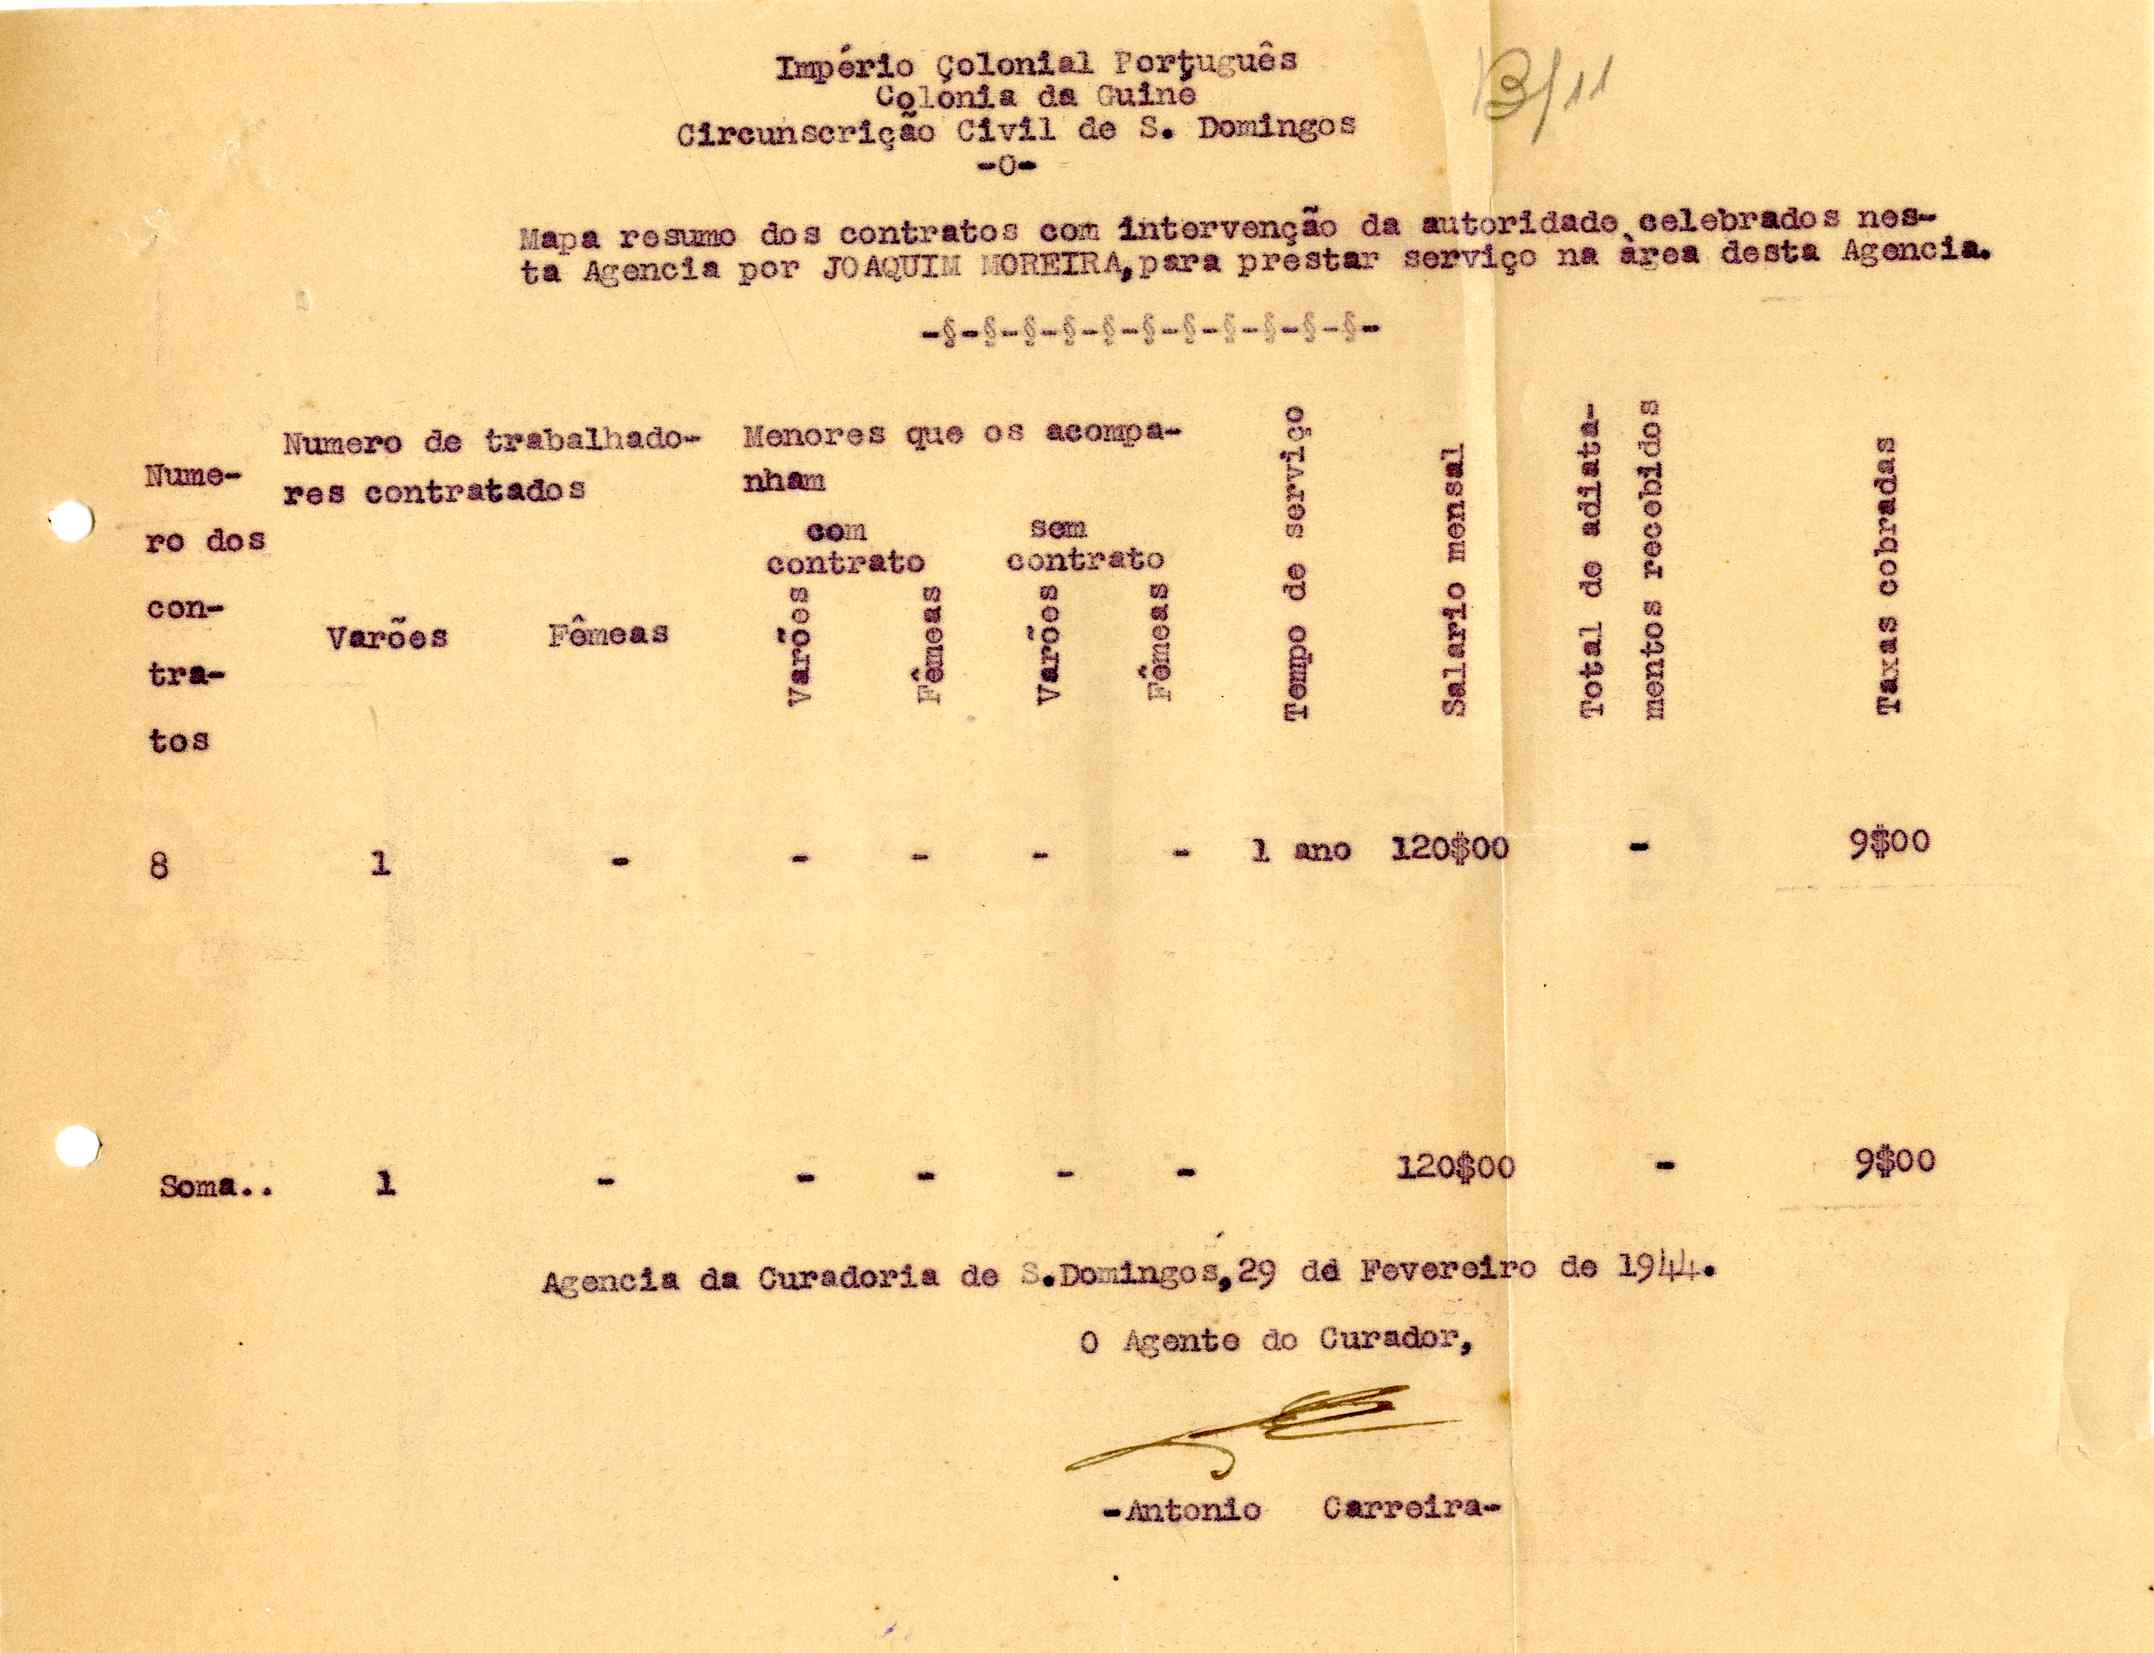 Império Çolonial Portuguès
Colonia da Guine
Circunscrição Civil de S. Domingos
-O-
B/11
Mapa resumo dos contratos com intervenção da autoridade celebrados nes-
ta Agencia por JOAQUIM MOREIRA, para prestar serviço na àrea desta Agencia.
-§-§-§-§-§-§-§-§-§-§-§-
Nume-
ro dos
con-
tra-
tos
Numero de trabalhado-
res contratados
Varões Fêmeas
Menores que os acompa-
nham
com sem
contrato contrato
Varões Fêmeas Varões Fêmeas
Tempo de serviço
Salario mensal
Total de adiata-
mentos recebidos
Taxas cobradas
8 1 - - - - - 1 ano 120$00 - 9$00
Soma.. 1 - - - - - 120$00 - 9$00
Agencia da Curadoria de S.Domingos, 29 de Fevereiro de 1944.
O Agente do Curador,
-Antonio Carreira-